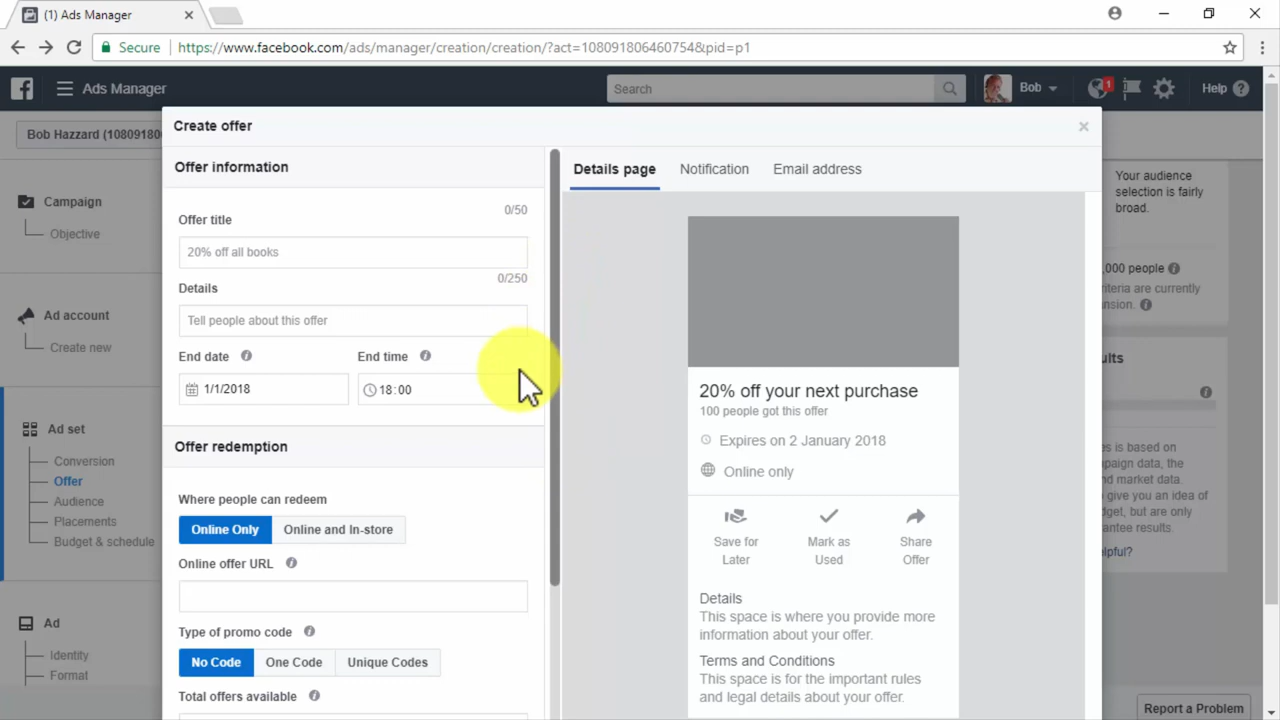 (1) Ads Manager
Secure
https://www.facebook.com/ads/manager/creation/creation/?act=1080918064607548&pid=p1
Ads Manager
Search
Bob
1
Help
Bob Hazzard (10809180
Campaign
Objective
Ad account
Create new
Ad set
Conversion
Offer
Audience
Placements
Budget & schedule
Ad
Identity
Format
Create offer
Offer information
0/50
Offer title
20% off all books
0/250
Details
Tell people about this offer
End date
End time
1/1/2018
18:00
Offer redemption
Where people can redeem
Online Only
Online and In-store
Online offer URL
Type of promo code
No Code
One Code
Unique Codes
Total offers available
Details page
Notification
Email address
20% off your next purchase
100 people got this offer
Expires on 2 January 2018
Online only
Save for
Later
Mark as
Used
Share
Offer
Details
This space is where you provide more
information about your offer.
Terms and Conditions
This space is for the important rules
and legal details about your offer.
Your audience
selection is fairly
broad.
,000 people
riteria are currently
ansion.
ults
es is based on
paign data, the
nd market data.
o give you an idea of
dget, but are only
rantee results.
elpful?
Report a Problem